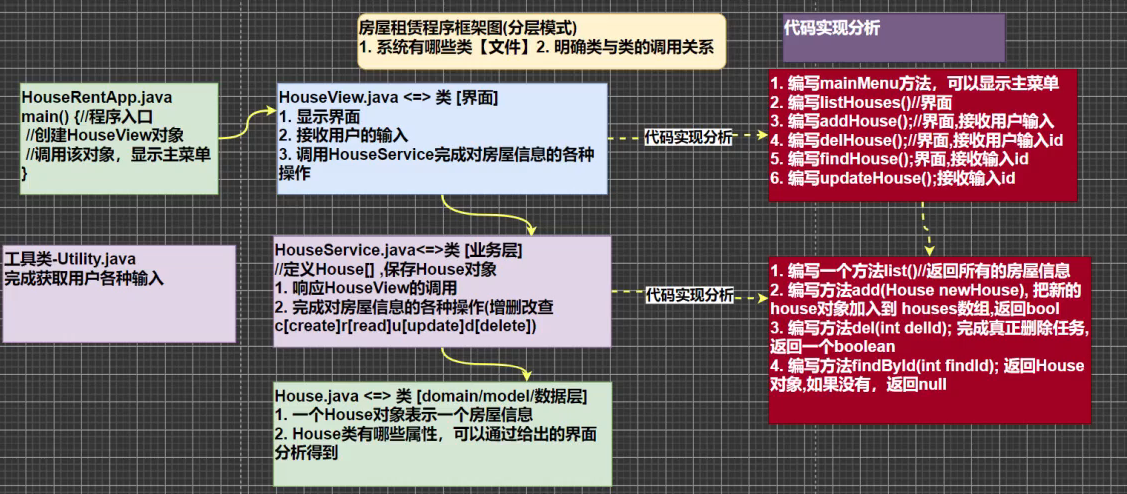 房屋租赁程序框架图(分层模式)
1. 系统有哪些类【文件】2. 明确类与类的调用关系
代码实现分析
HouseRentApp.java
main() {//程序入口
//创建HouseView对象
//调用该对象，显示主菜单
}
HouseView.java <=> 类 [界面]
1. 显示界面
2. 接收用户的输入
3. 调用HouseService完成对房屋信息的各种
操作
代码实现分析
1. 编写mainMenu方法，可以显示主菜单
2. 编写listHouses()//界面
3. 编写addHouse();//界面,接收用户输入
4. 编写delHouse();//界面,接收用户输入id
5. 编写findHouse();界面,接收输入id
6. 编写updateHouse();接收输入id
工具类-Utility.java
完成获取用户各种输入
HouseService.java<=>类 [业务层]
//定义House[] ,保存House对象
1. 响应HouseView的调用
2. 完成对房屋信息的各种操作(增删改查
c[create]r[read]u[update]d[delete])
代码实现分析
1. 编写一个方法list()//返回所有的房屋信息
2. 编写方法add(House newHouse), 把新的
house对象加入到 houses数组,返回bool
3. 编写方法del(int delId); 完成真正删除任务,
返回一个boolean
4. 编写方法findById(int findId); 返回House
对象,如果没有，返回null
House.java <=> 类 [domain/model/数据层]
1. 一个House对象表示一个房屋信息
2. House类有哪些属性，可以通过给出的界面
分析得到